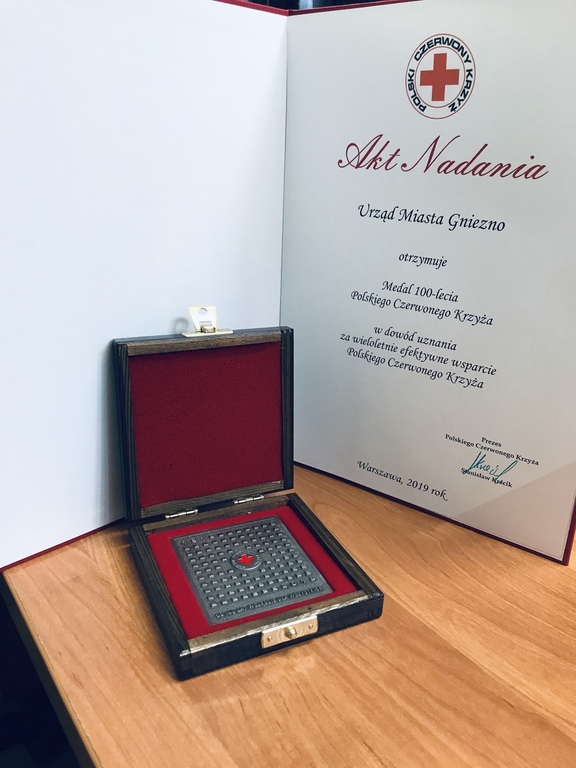 POLSKI CZERWONY KRZYŻ
Akt Nadania
Urząd Miasta Gniezno
otrzymuje
Medal 100-lecia
Polskiego Czerwonego Krzyża
w dowód uznania
za wieloletnie efektywne wsparcie
Polskiego Czerwonego Krzyża
Prezes
Polskiego Czerwonego Krzyża
Stanisław Kaścik
Warszawa, 2019 rok